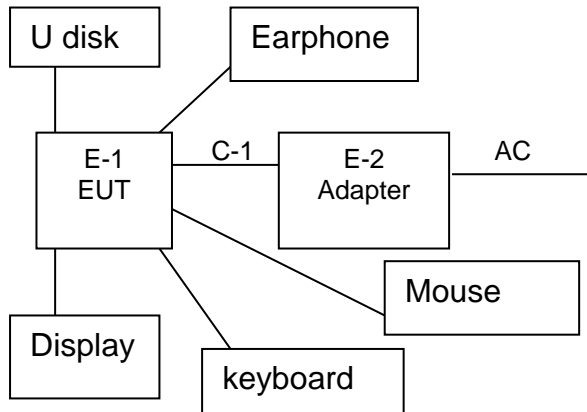 U disk
Earphone
E-1
EUT
C-1
E-2
Adapter
AC
Mouse
Display
keyboard